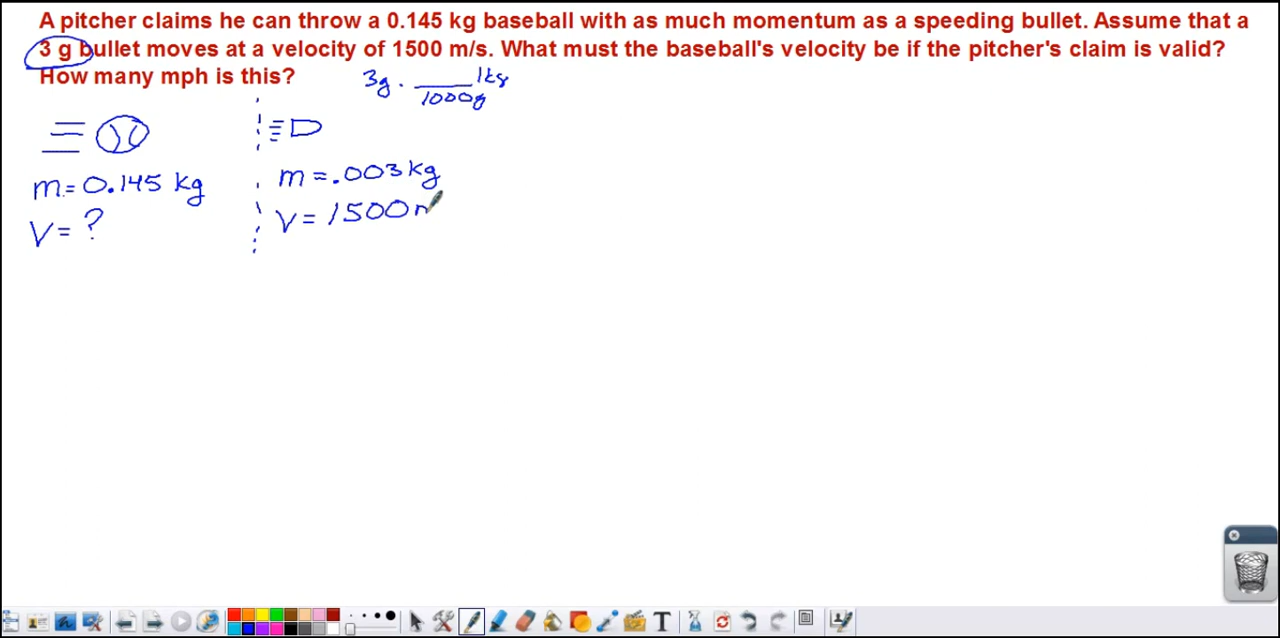 A pitcher claims he can throw a 0.145 kg baseball with as much momentum as a speeding bullet. Assume that a
3 g bullet moves at a velocity of 1500 m/s. What must the baseball's velocity be if the pitcher's claim is valid?
How many mph is this?
3g · 1kg
1000g
m = 0.145 kg
V = ?
m = .003 kg
V = 1500 m
T